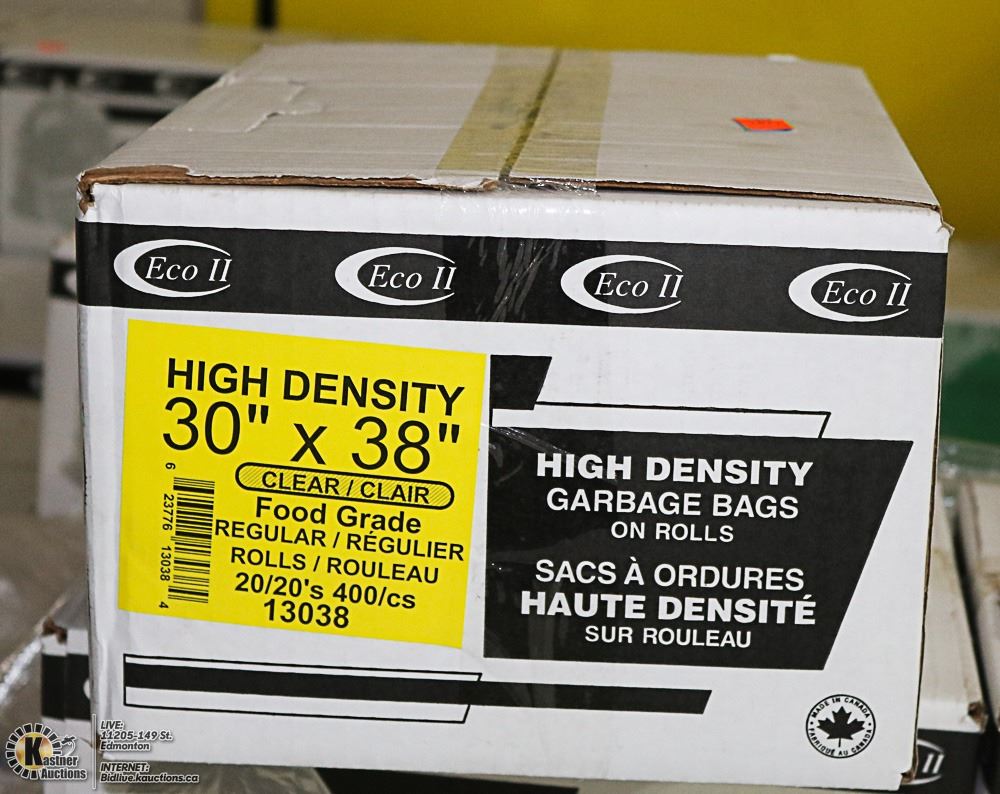 Eco II Eco II Eco II Eco II
HIGH DENSITY
30" x 38"
CLEAR / CLAIR
Food Grade
REGULAR / RÉGULIER
ROLLS / ROULEAU
20/20's 400/cs
13038
6 23776 13038 4
HIGH DENSITY
GARBAGE BAGS
ON ROLLS
SACS À ORDURES
HAUTE DENSITÉ
SUR ROULEAU
MADE IN CANADA
FABRIQUÉ AU CANADA
II
Kastner
Auctions
LIVE:
11205-149 St.
Edmonton
INTERNET:
Bidlive.kauctions.ca